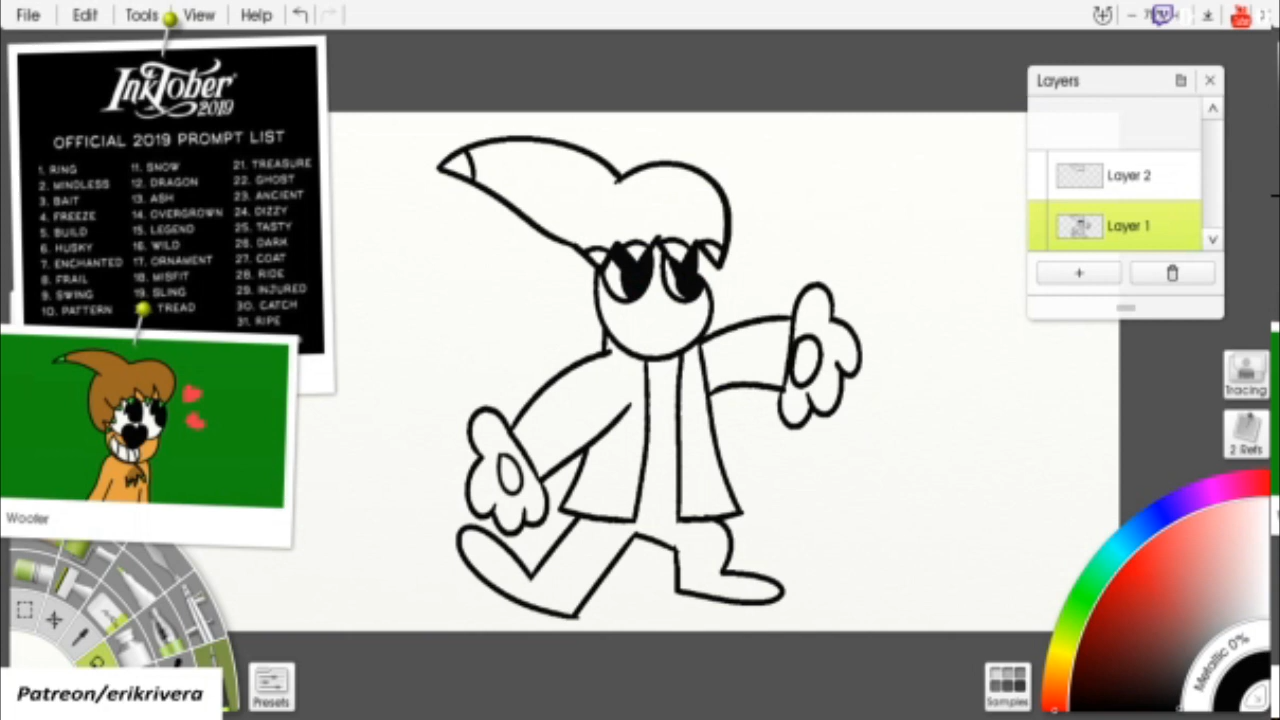 File Edit Tools View Help
InkTober
2019
OFFICIAL 2019 PROMPT LIST
1. RING
2. MINDLESS
3. BAIT
4. FREEZE
5. BUILD
6. HUSKY
7. ENCHANTED
8. FRAIL
9. SWING
10. PATTERN
11. SNOW
12. DRAGON
13. ASH
14. OVERGROWN
15. LEGEND
16. WILD
17. ORNAMENT
18. MISFIT
19. SLING
TREAD
21. TREASURE
22. GHOST
23. ANCIENT
24. DIZZY
25. TASTY
26. DARK
27. COAT
28. RIDE
29. INJURED
30. CATCH
31. RIPE
Layers
Layer 2
Layer 1
Tracing
2 Refs
Woofer
Metallic 0%
Presets
Samples
Patreon/erikrivera